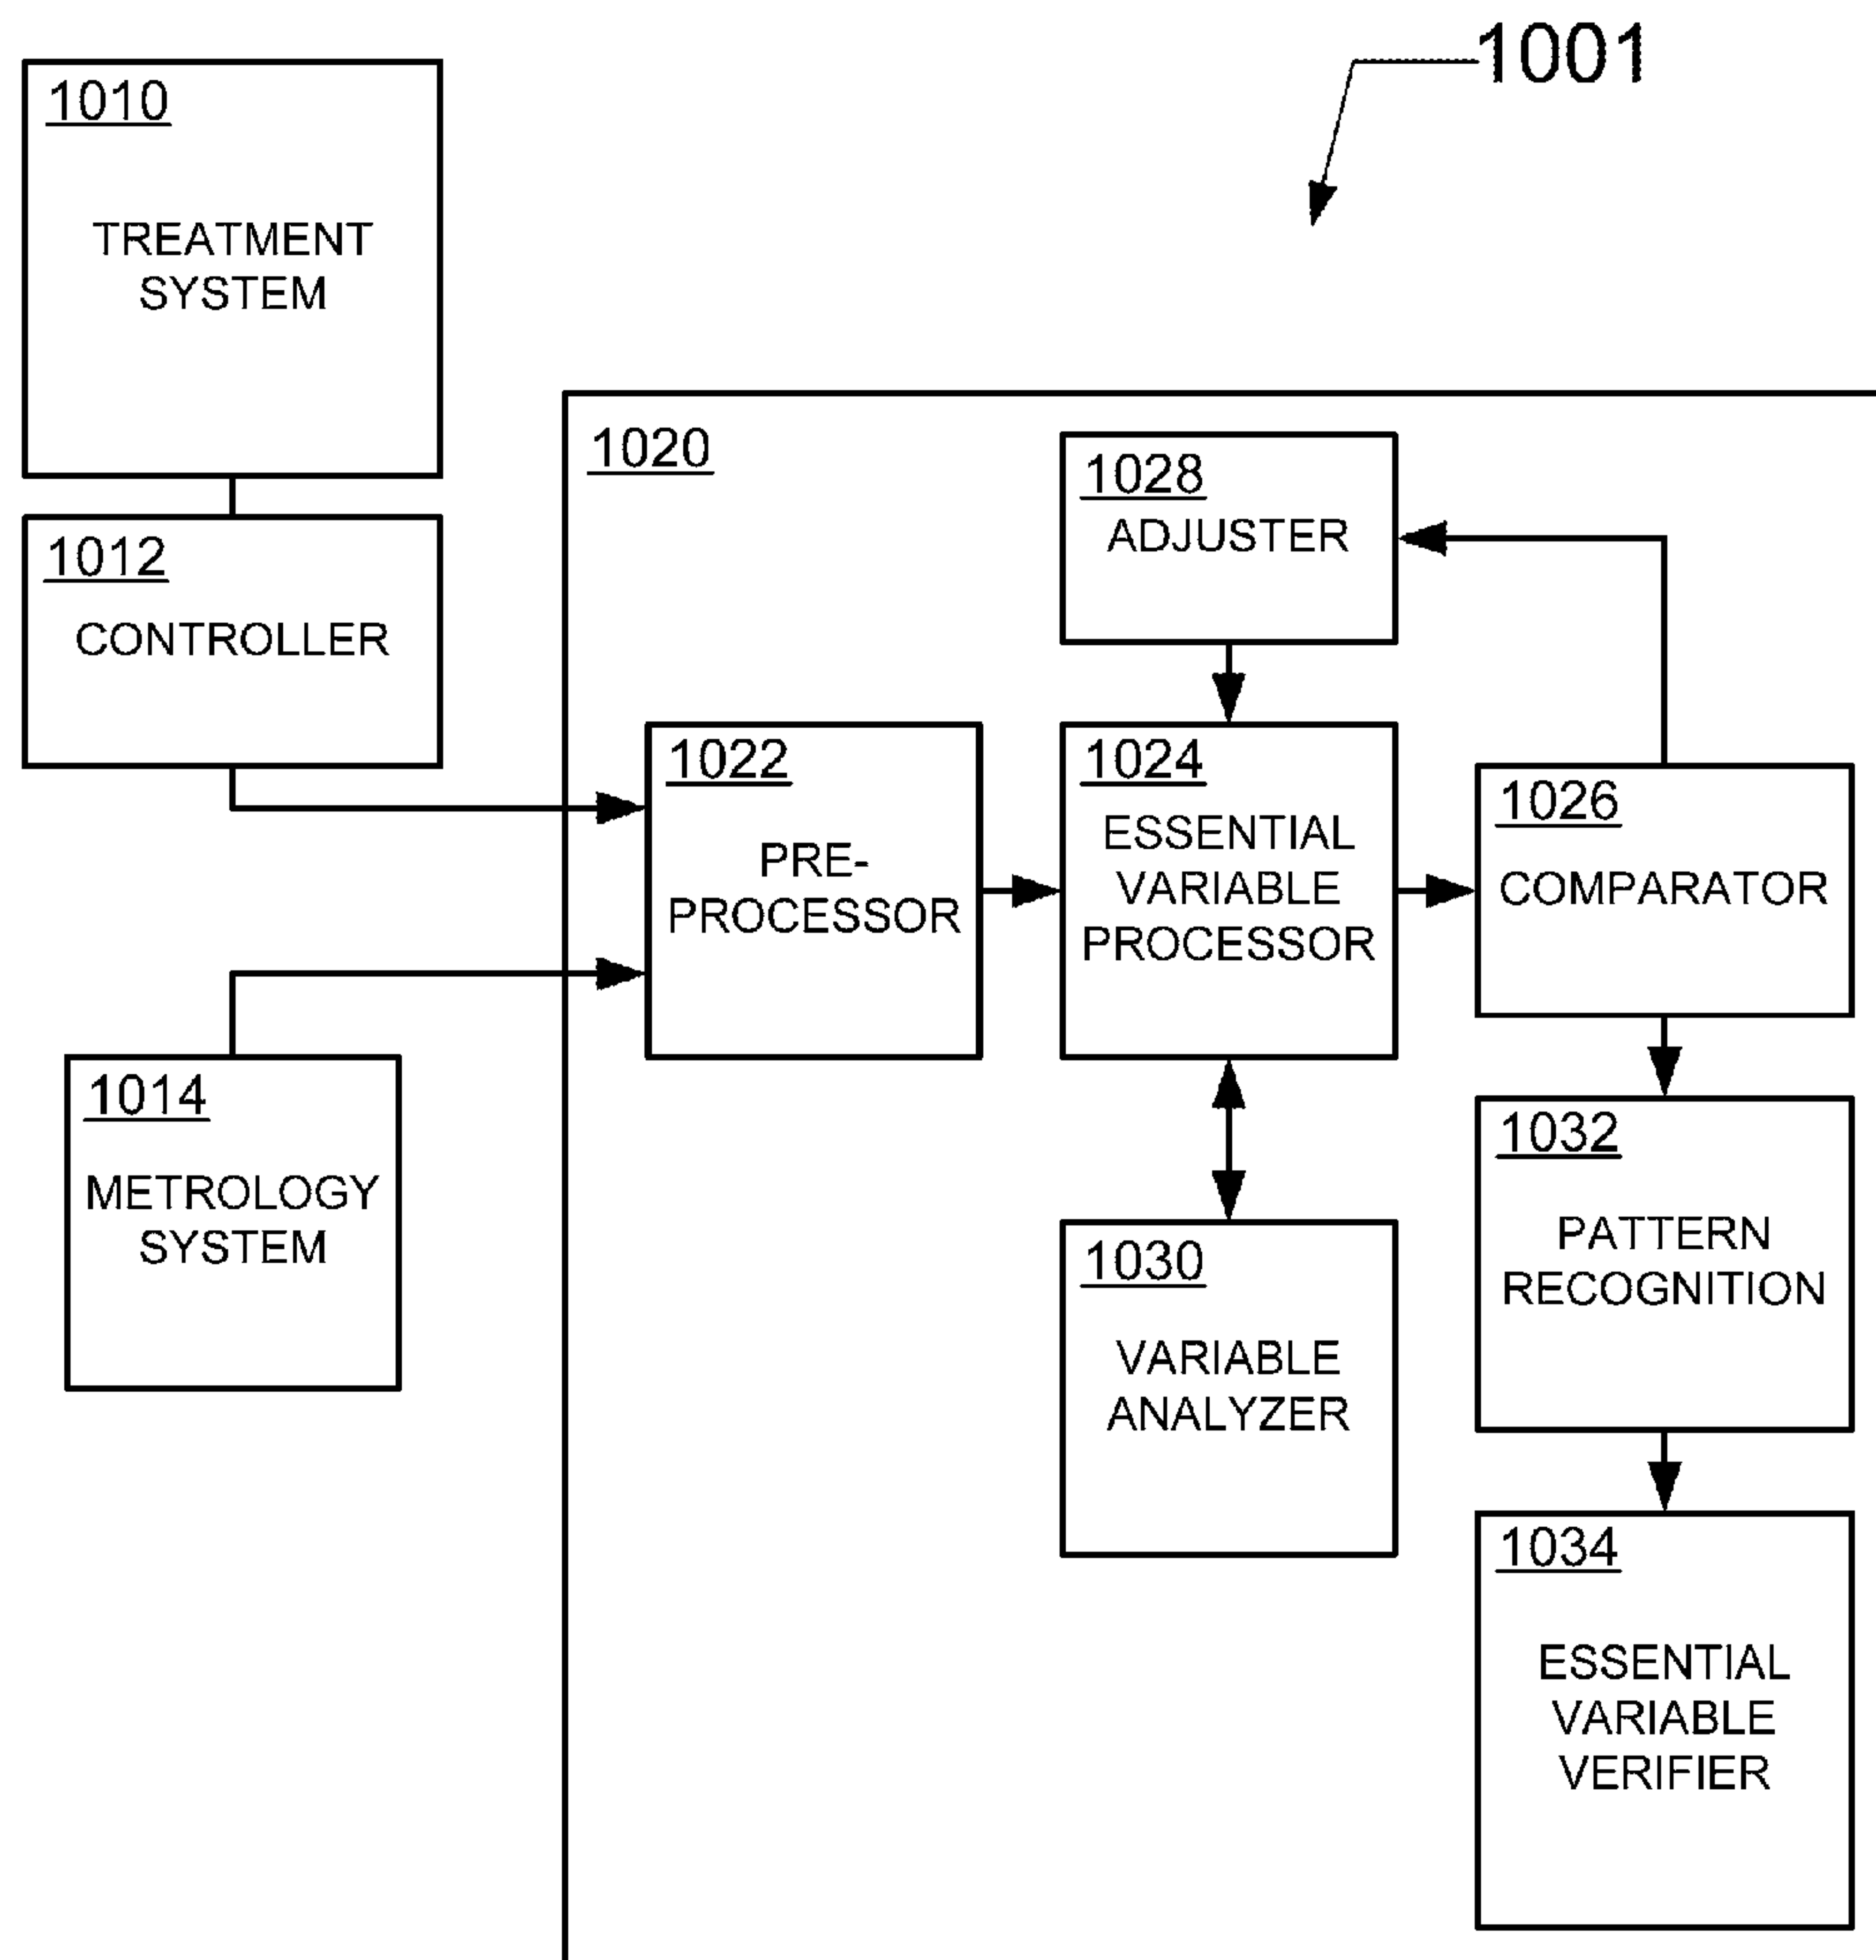 1001
1010
TREATMENT
SYSTEM
1012
CONTROLLER
1014
METROLOGY
SYSTEM
1020
1022
PRE-
PROCESSOR
1028
ADJUSTER
1024
ESSENTIAL
VARIABLE
PROCESSOR
1030
VARIABLE
ANALYZER
1026
COMPARATOR
1032
PATTERN
RECOGNITION
1034
ESSENTIAL
VARIABLE
VERIFIER